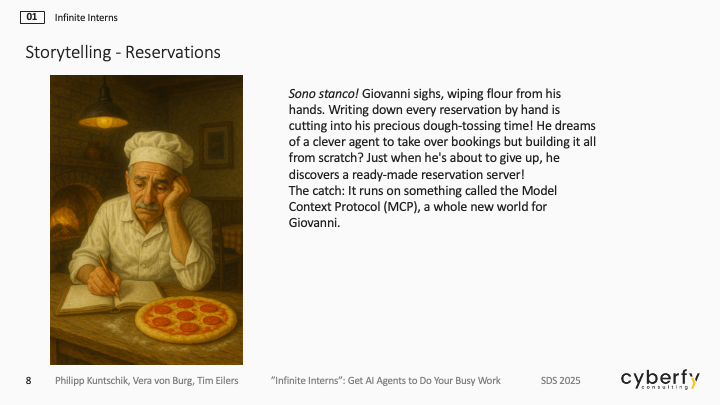 01 Infinite Interns
Storytelling - Reservations
Sono stanco! Giovanni sighs, wiping flour from his
hands. Writing down every reservation by hand is
cutting into his precious dough-tossing time! He dreams
of a clever agent to take over bookings but building it all
from scratch? Just when he's about to give up, he
discovers a ready-made reservation server!
The catch: It runs on something called the Model
Context Protocol (MCP), a whole new world for
Giovanni.
8 Philipp Kuntschik, Vera von Burg, Tim Eilers "Infinite Interns": Get AI Agents to Do Your Busy Work SDS 2025
cyberfy
consulting